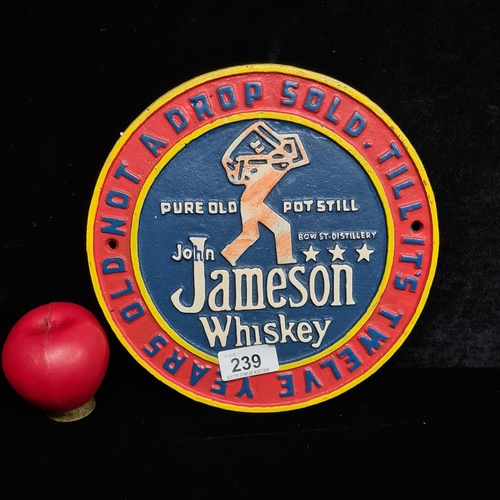 NOT A DROP SOLD, TILL IT'S TWELVE YEARS OLD
PURE OLD POT STILL
BOW ST·DISTILLERY
John
Jameson
Whiskey
239